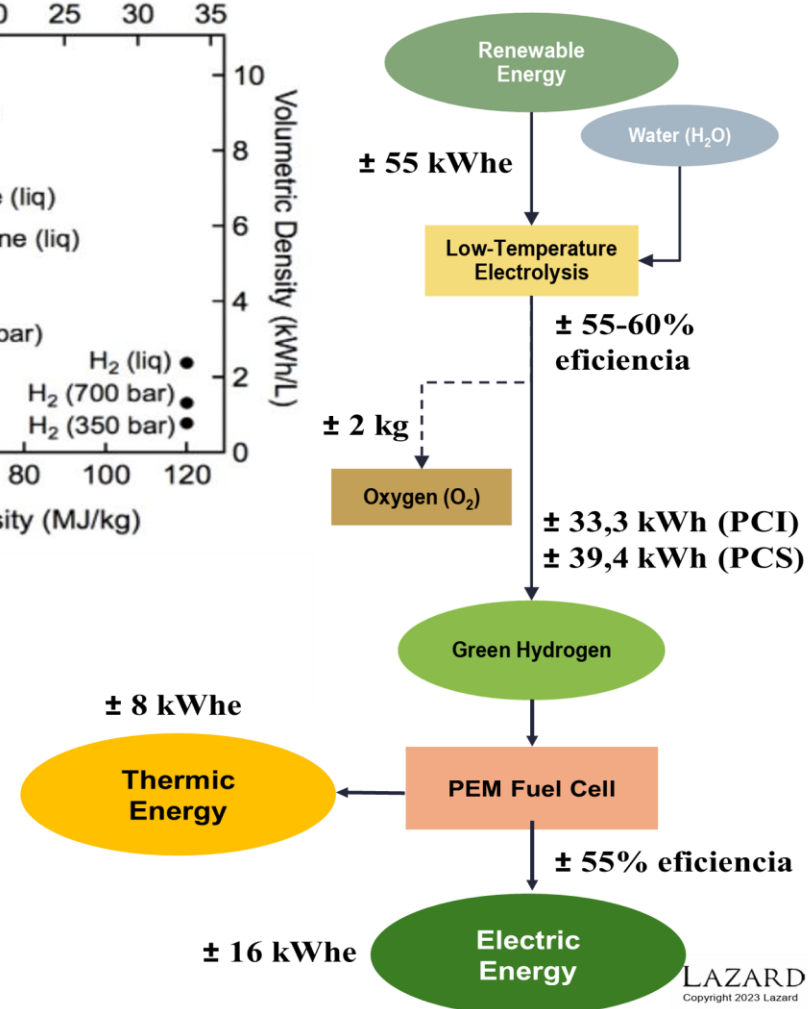 25 30 35
10
8
6
4
2
0
Volumetric Density (kWh/L)
(liq)
(liq)
bar)
H₂ (liq)
H₂ (700 bar)
H₂ (350 bar)
80 100 120
(MJ/kg)
Renewable
Energy
Water (H₂O)
± 55 kWhe
Low-Temperature
Electrolysis
± 55-60%
eficiencia
± 2 kg
Oxygen (O₂)
± 33,3 kWh (PCI)
± 39,4 kWh (PCS)
Green Hydrogen
± 8 kWhe
Thermic
Energy
PEM Fuel Cell
± 55% eficiencia
± 16 kWhe
Electric
Energy
LAZARD
Copyright 2023 Lazard